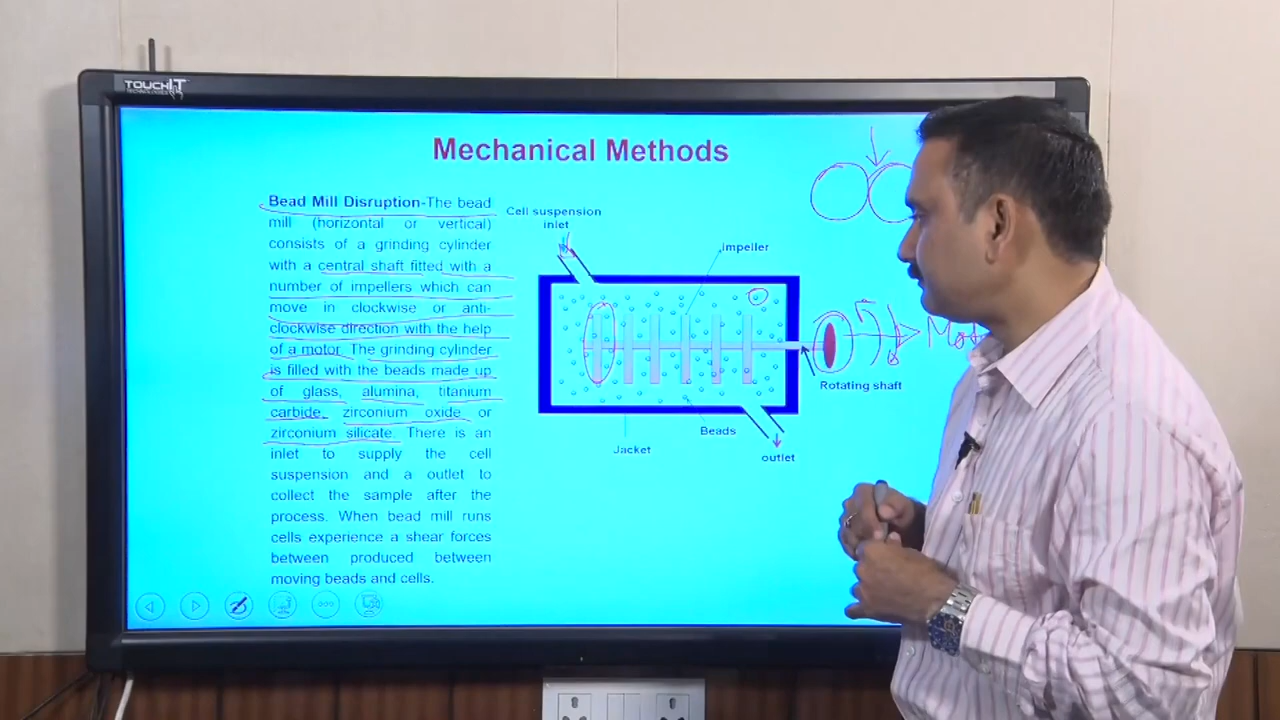 TOUCHIT
TECHNOLOGIES
Mechanical Methods
Bead Mill Disruption-The bead
mill (horizontal or vertical)
consists of a grinding cylinder
with a central shaft fitted with a
number of impellers which can
move in clockwise or anti-
clockwise direction with the help
of a motor. The grinding cylinder
is filled with the beads made up
of glass, alumina, titanium
carbide, zirconium oxide or
zirconium silicate. There is an
inlet to supply the cell
suspension and a outlet to
collect the sample after the
process. When bead mill runs
cells experience a shear forces
between produced between
moving beads and cells.
Cell suspension
inlet
impeller
Rotating shaft
Beads
Jacket
outlet